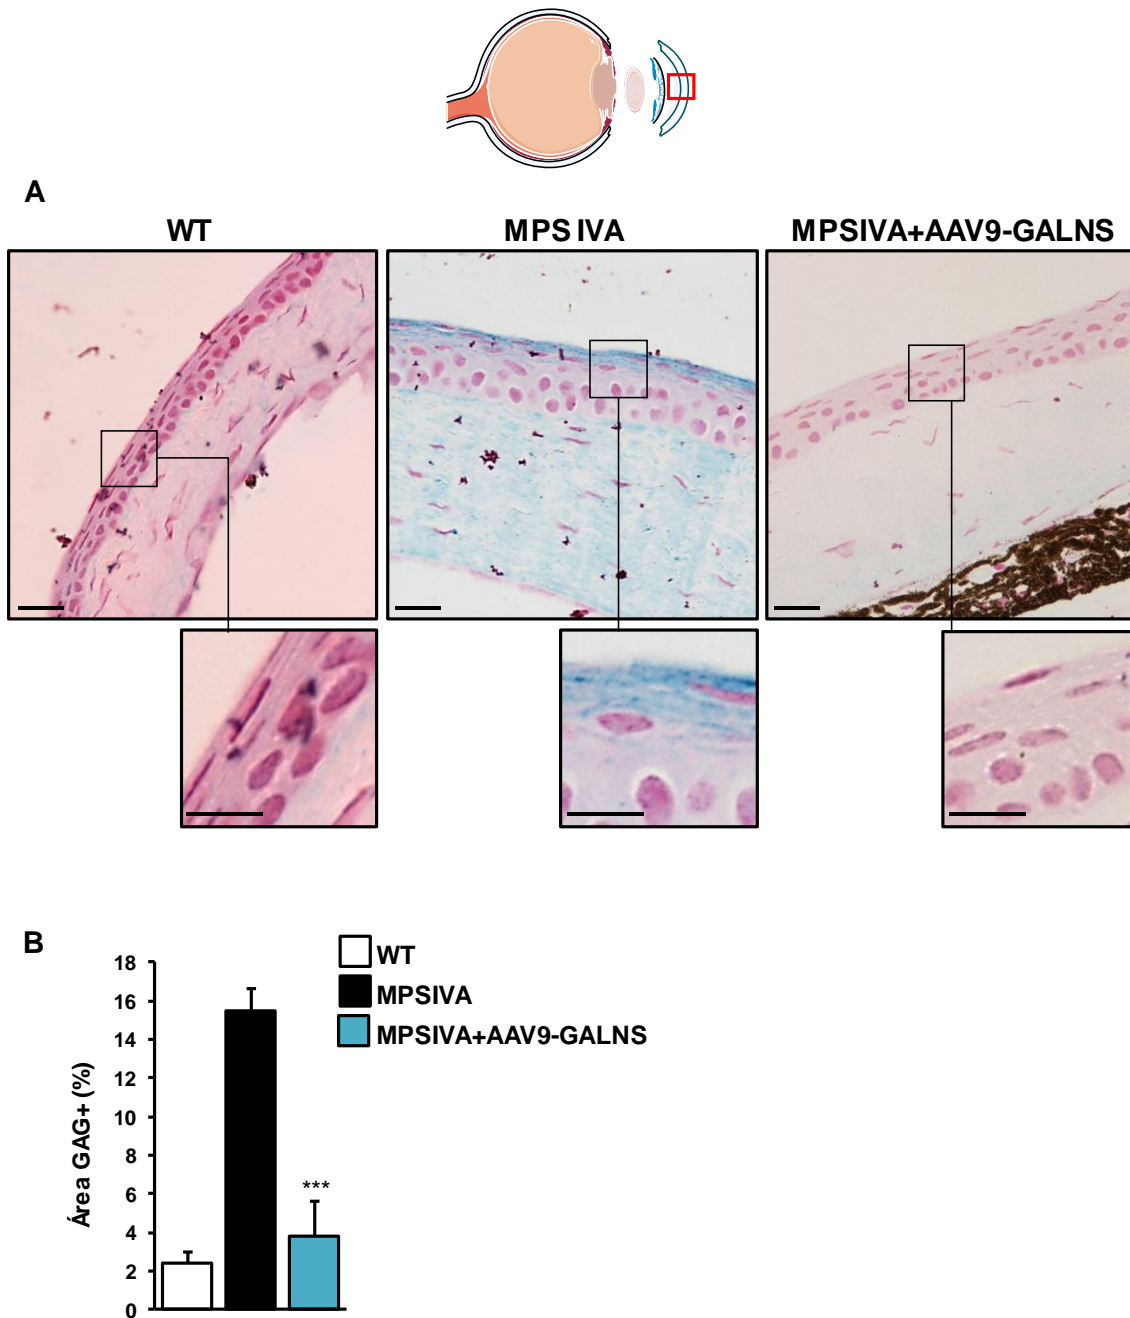 A
WT
MPS IVA
MPSIVA+AAV9-GALNS
B
WT
MPSIVA
MPSIVA+AAV9-GALNS
Área GAG+ (%)
18
16
14
12
10
8
6
4
2
0
***